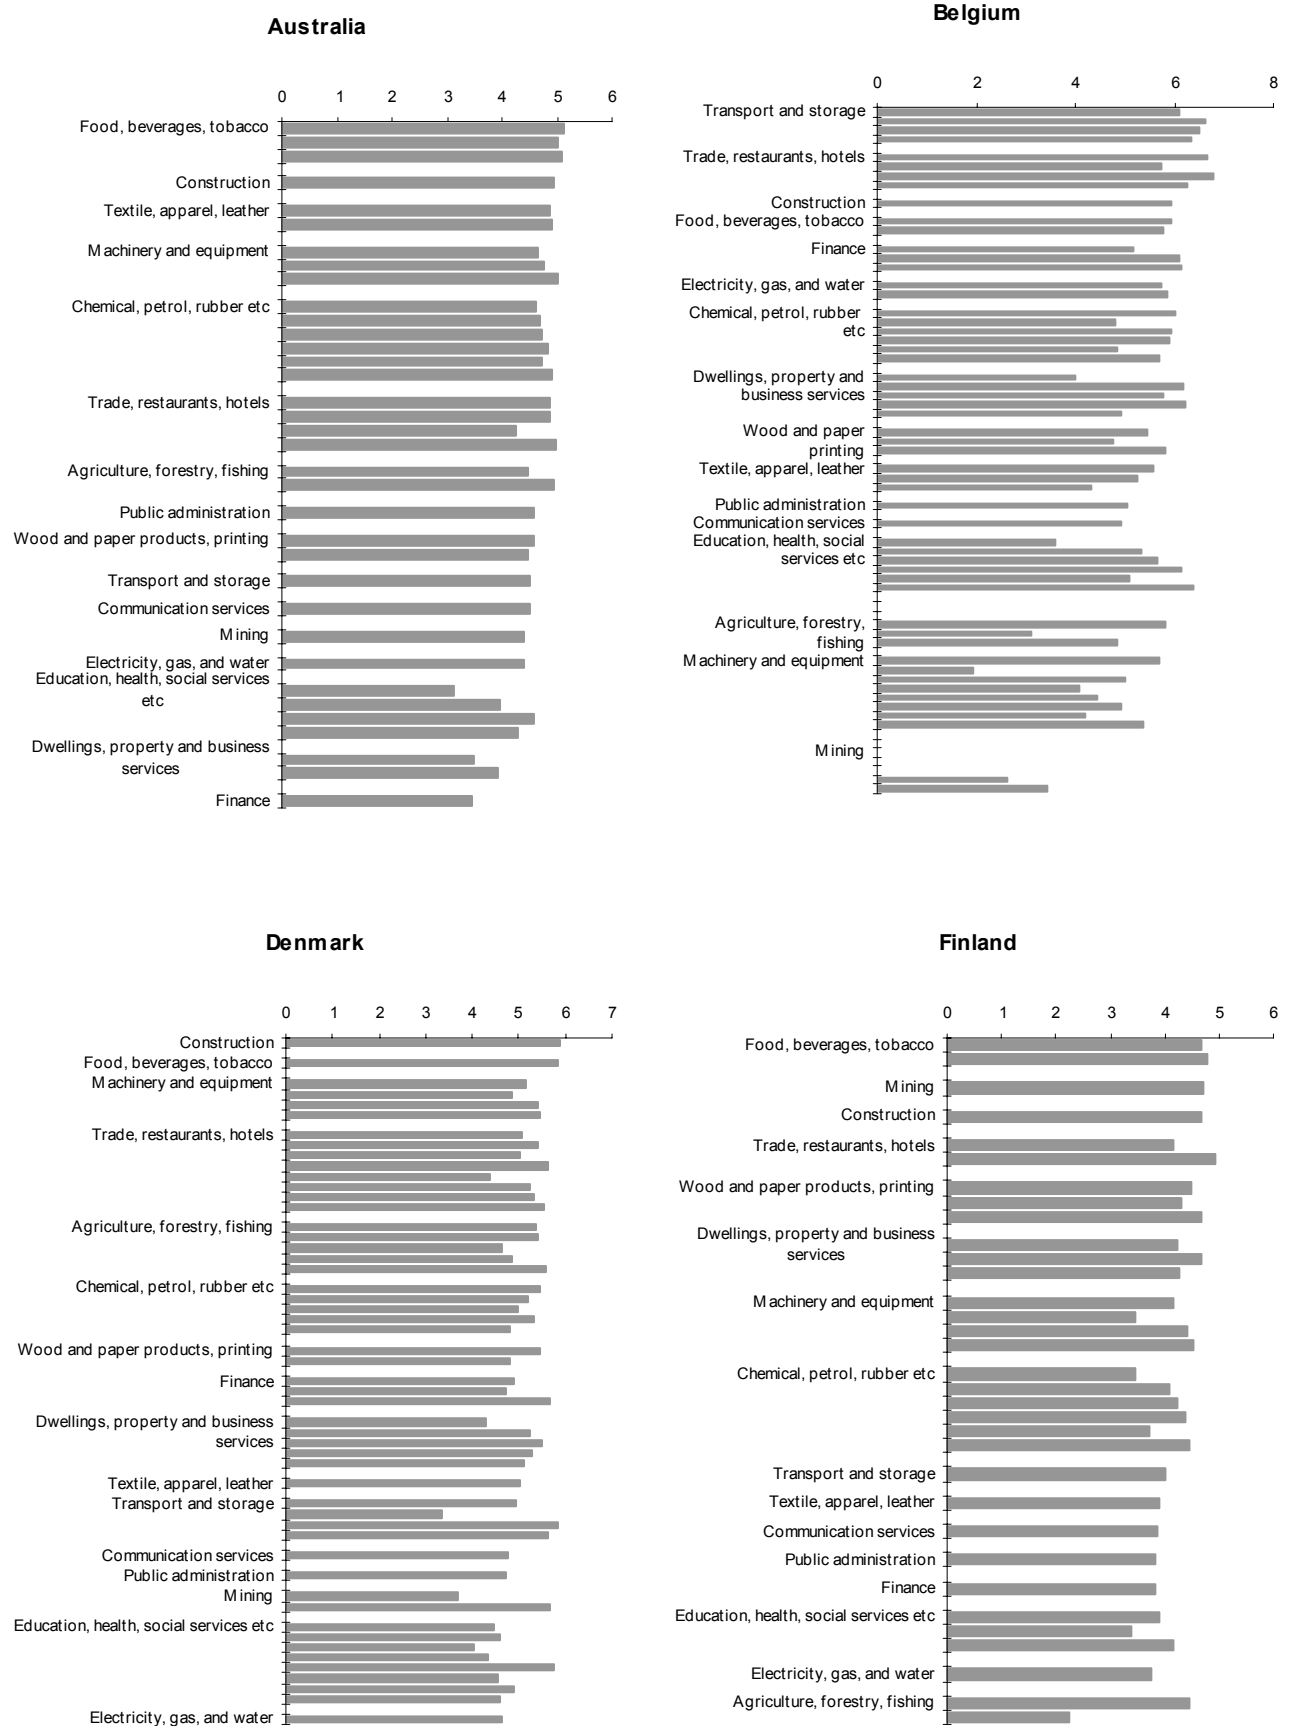 Australia
0 1 2 3 4 5 6
Food, beverages, tobacco
Construction
Textile, apparel, leather
Machinery and equipment
Chemical, petrol, rubber etc
Trade, restaurants, hotels
Agriculture, forestry, fishing
Public administration
Wood and paper products, printing
Transport and storage
Communication services
Mining
Electricity, gas, and water
Education, health, social services
etc
Dwellings, property and business
services
Finance
Belgium
0 2 4 6 8
Transport and storage
Trade, restaurants, hotels
Construction
Food, beverages, tobacco
Finance
Electricity, gas, and water
Chemical, petrol, rubber
etc
Dwellings, property and
business services
Wood and paper
printing
Textile, apparel, leather
Public administration
Communication services
Education, health, social
services etc
Agriculture, forestry,
fishing
Machinery and equipment
Mining
Denmark
0 1 2 3 4 5 6 7
Construction
Food, beverages, tobacco
Machinery and equipment
Trade, restaurants, hotels
Agriculture, forestry, fishing
Chemical, petrol, rubber etc
Wood and paper products, printing
Finance
Dwellings, property and business
services
Textile, apparel, leather
Transport and storage
Communication services
Public administration
Mining
Education, health, social services etc
Electricity, gas, and water
Finland
0 1 2 3 4 5 6
Food, beverages, tobacco
Mining
Construction
Trade, restaurants, hotels
Wood and paper products, printing
Dwellings, property and business
services
Machinery and equipment
Chemical, petrol, rubber etc
Transport and storage
Textile, apparel, leather
Communication services
Public administration
Finance
Education, health, social services etc
Electricity, gas, and water
Agriculture, forestry, fishing